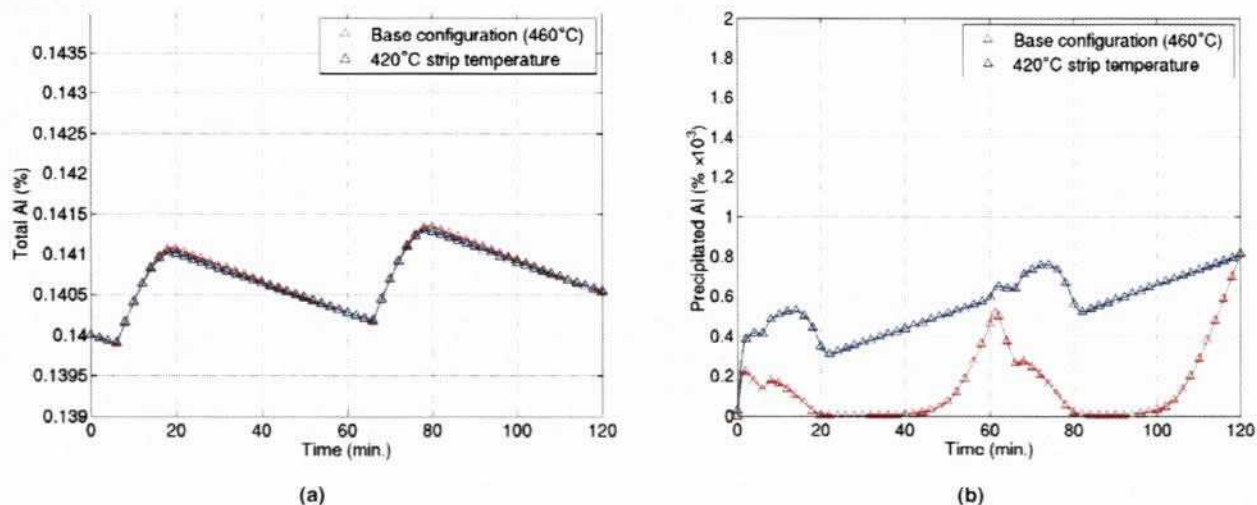 △ Base configuration (460°C)
△ 420°C strip temperature
0.1435
0.143
0.1425
0.142
0.1415
0.141
0.1405
0.14
0.1395
0.139
Total Al (%)
0 20 40 60 80 100 120
Time (min.)
(a)
△ Base configuration (460°C)
△ 420°C strip temperature
2
1.8
1.6
1.4
1.2
1
0.8
0.6
0.4
0.2
0
Precipitated Al (% ×10^3)
0 20 40 60 80 100 120
Time (min.)
(b)